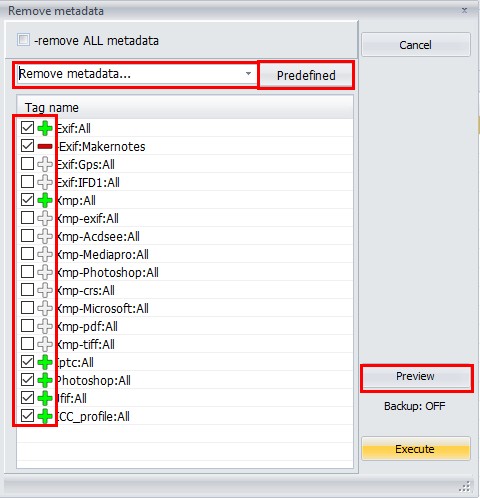 Remove metadata
-remove ALL metadata
Cancel
Remove metadata...
Predefined
Tag name
Exif:All
-Exif:Makernotes
Exif:Gps:All
Exif:IFD1:All
Xmp:All
Xmp-exif:All
Xmp-Acdsee:All
Xmp-Mediapro:All
Xmp-Photoshop:All
Xmp-crs:All
Xmp-Microsoft:All
Xmp-pdf:All
Xmp-tiff:All
Iptc:All
Photoshop:All
Jfif:All
ICC_profile:All
Preview
Backup: OFF
Execute